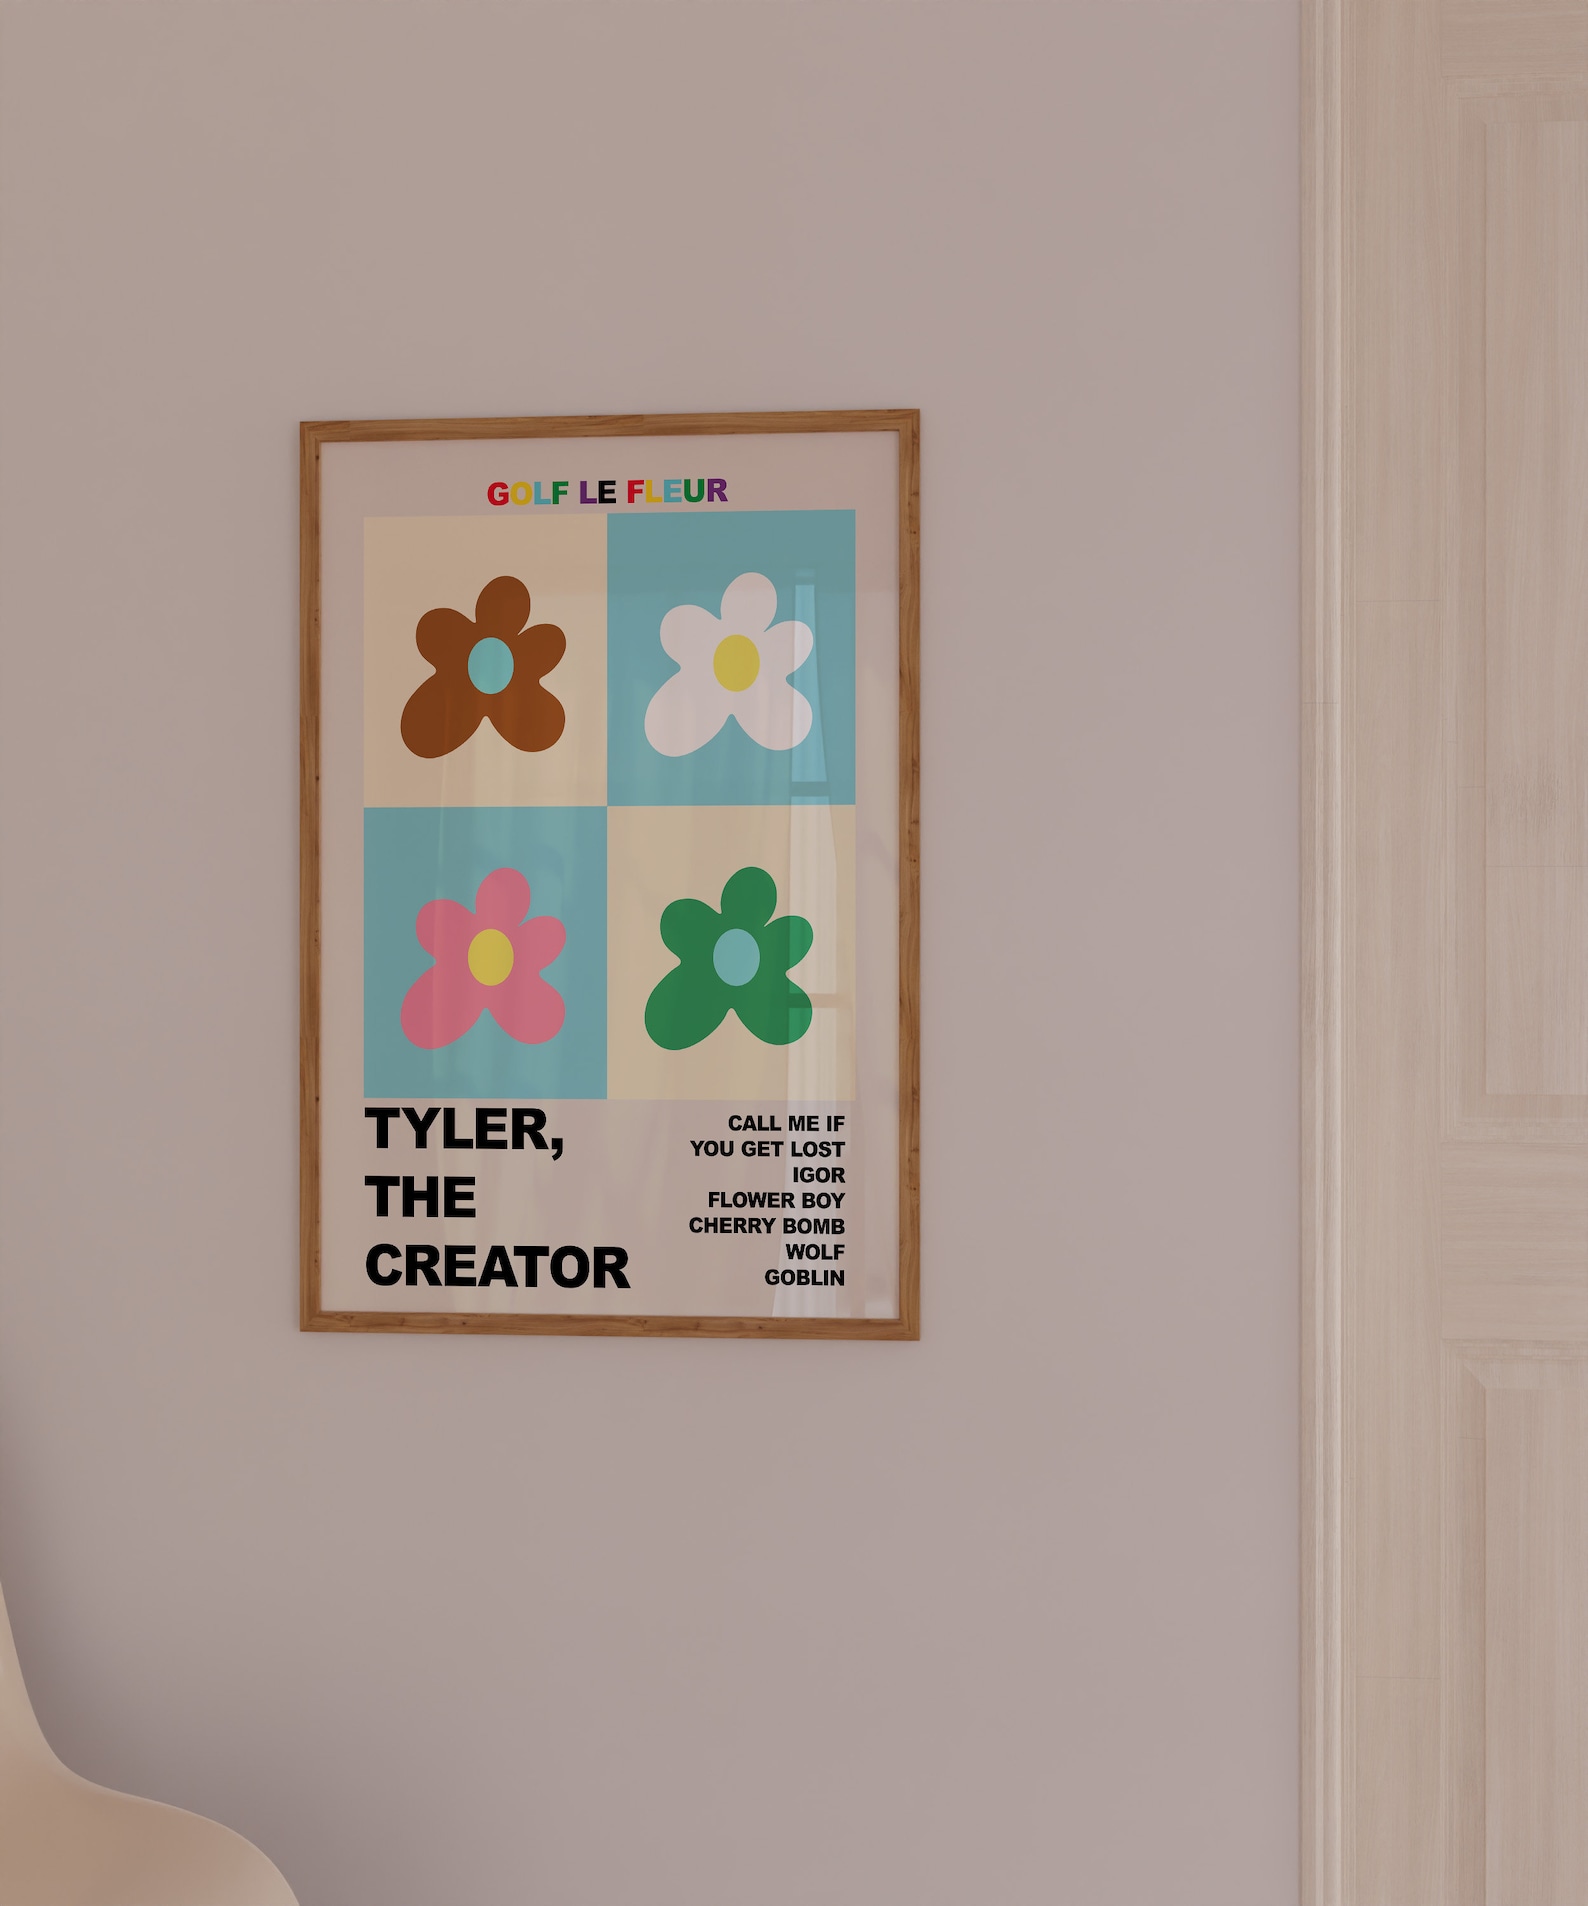 GOLF LE FLEUR
TYLER,
THE
CREATOR
CALL ME IF
YOU GET LOST
IGOR
FLOWER BOY
CHERRY BOMB
WOLF
GOBLIN